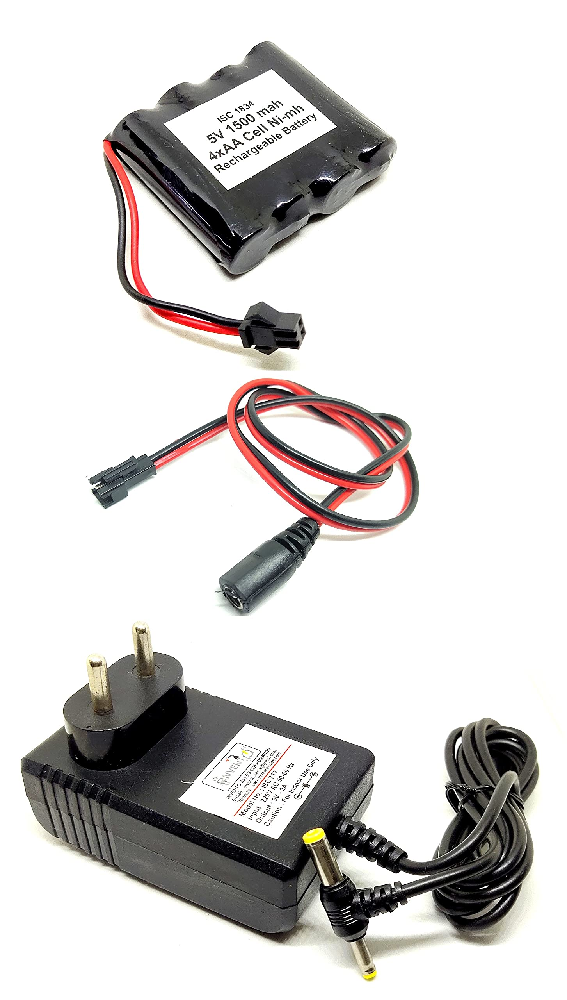 ISC 1834
5V 1500 mah
4xAA Cell Ni-mh
Rechargeable Battery
INVENTO™
INVENTO SALES CORPORATION
E-mail : invento.sales@gmail.com
Website : www.inventosales.com
Model No. : ISC 717
Input : 220V AC 50-60 Hz
Output : 5V - 2A
Caution : For Indoor Use Only